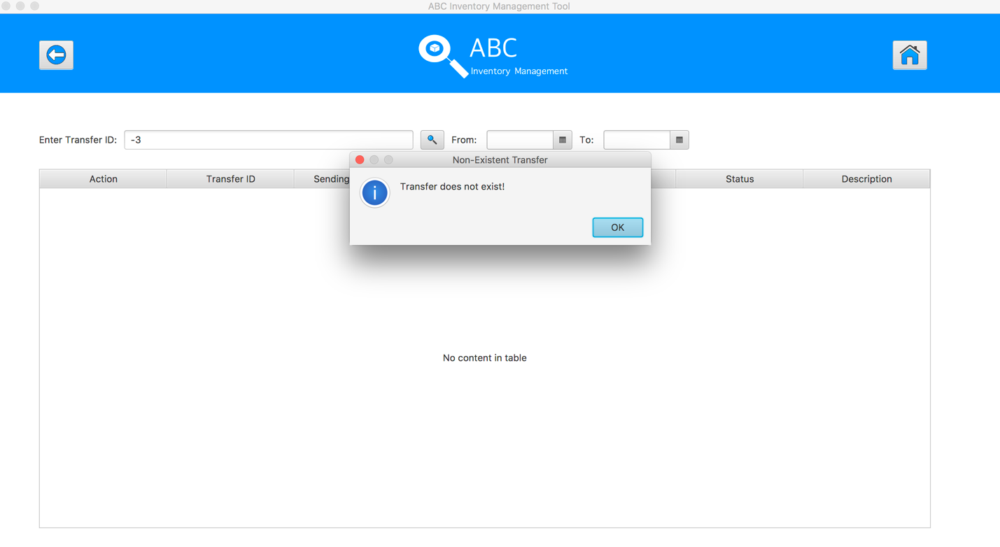 ABC Inventory Management Tool
ABC
Inventory Management
Enter Transfer ID: -3 From: To:
Non-Existent Transfer
Transfer does not exist!
OK
Action Transfer ID Sending Status Description
No content in table